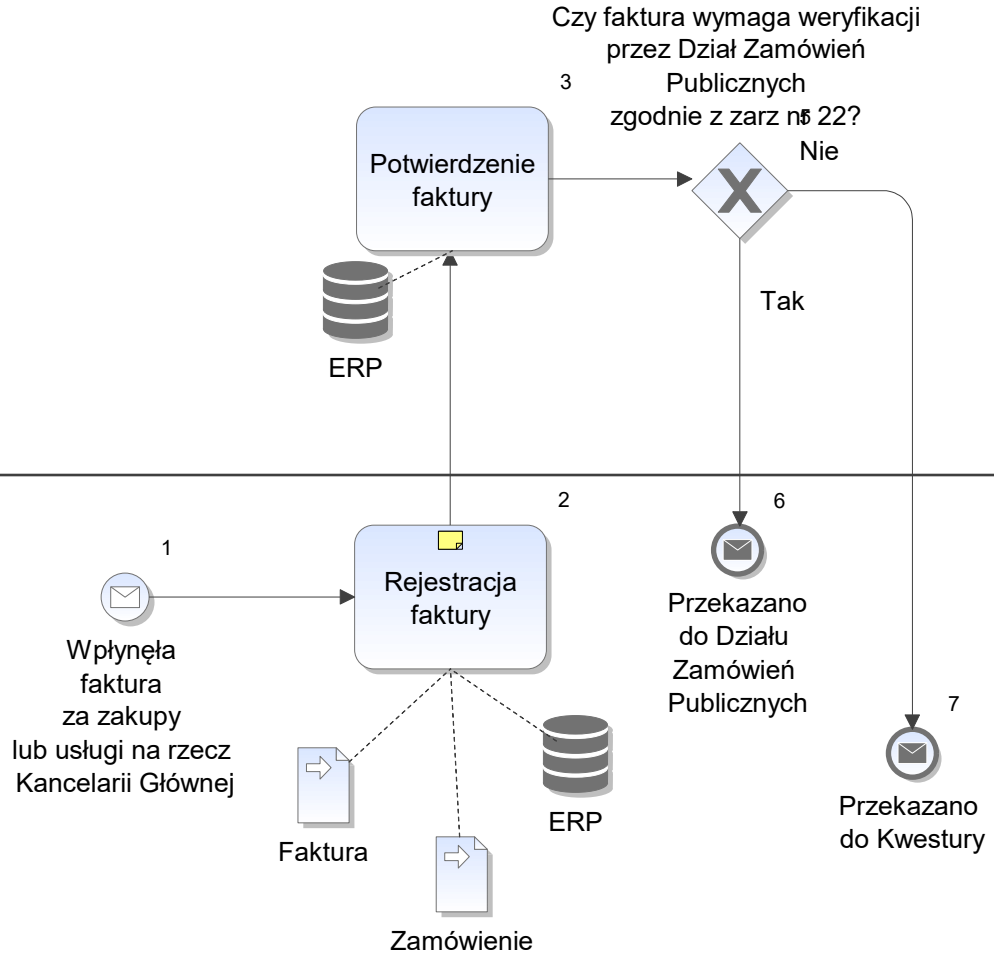 Czy faktura wymaga weryfikacji
przez Dział Zamówień
Publicznych
zgodnie z zarz nr 22?
3
5
Nie
Potwierdzenie
faktury
Tak
ERP
2
6
1
Rejestracja
faktury
Przekazano
do Działu
Zamówień
Publicznych
Wpłynęła
faktura
za zakupy
lub usługi na rzecz
Kancelarii Głównej
7
Przekazano
do Kwestury
ERP
Faktura
Zamówienie